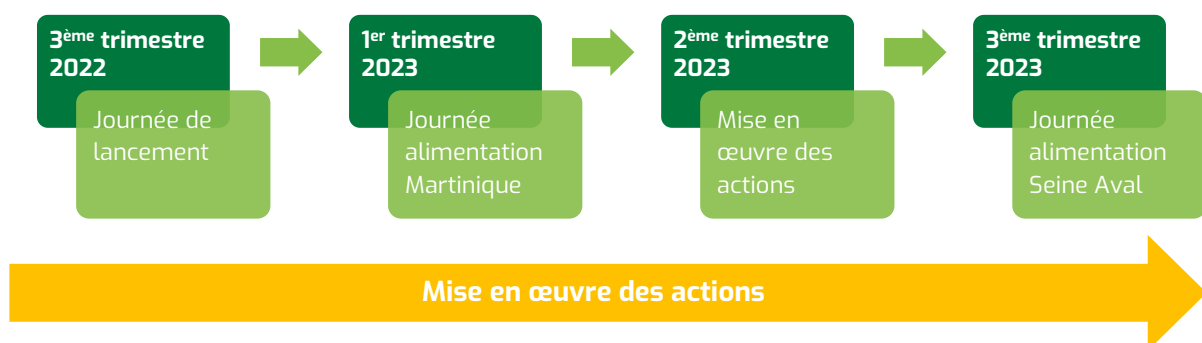 3ème trimestre
2022
Journée de
lancement
1er trimestre
2023
Journée
alimentation
Martinique
2ème trimestre
2023
Mise en
œuvre des
actions
3ème trimestre
2023
Journée
alimentation
Seine Aval
Mise en œuvre des actions